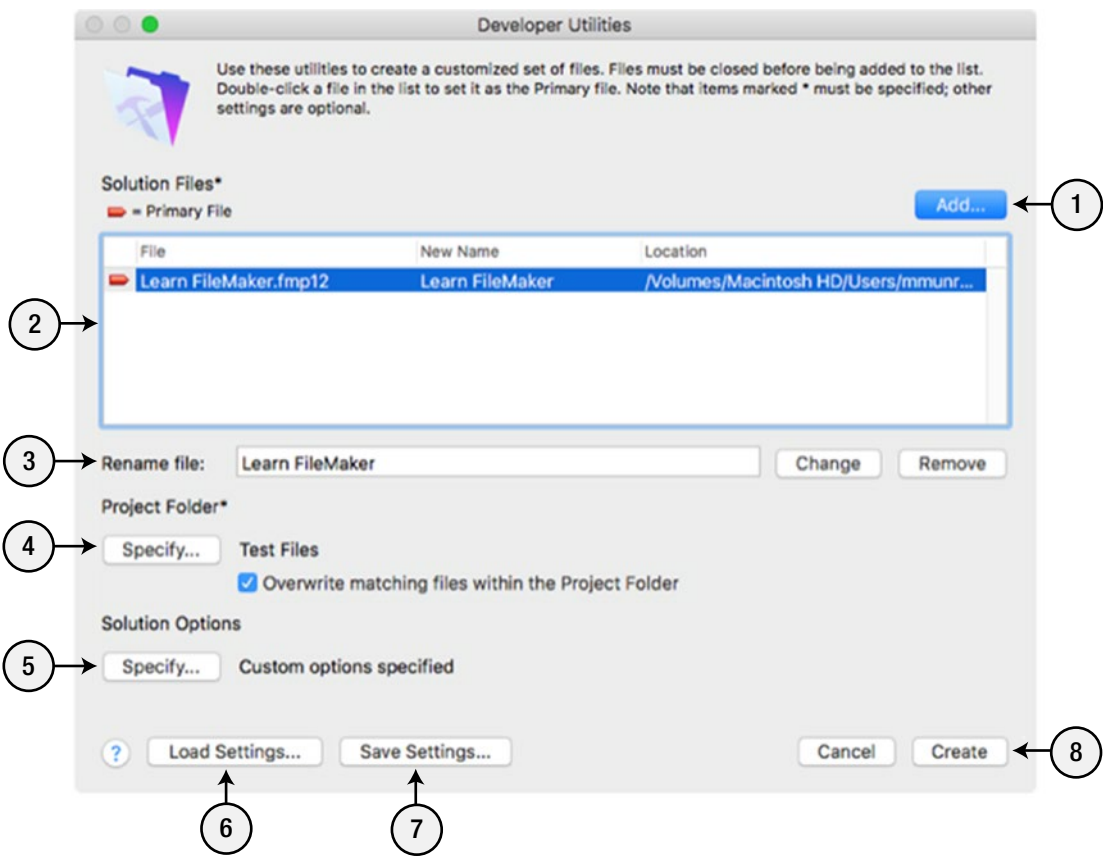 Developer Utilities
Use these utilities to create a customized set of files. Files must be closed before being added to the list.
Double-click a file in the list to set it as the Primary file. Note that items marked * must be specified; other
settings are optional.
Solution Files*
= Primary File
Add...
1
File New Name Location
Learn FileMaker.fmp12 Learn FileMaker /Volumes/Macintosh HD/Users/mmunr...
2
3 Rename file: Learn FileMaker Change Remove
Project Folder*
4 Specify... Test Files
Overwrite matching files within the Project Folder
Solution Options
5 Specify... Custom options specified
? Load Settings... Save Settings... Cancel Create 8
6 7